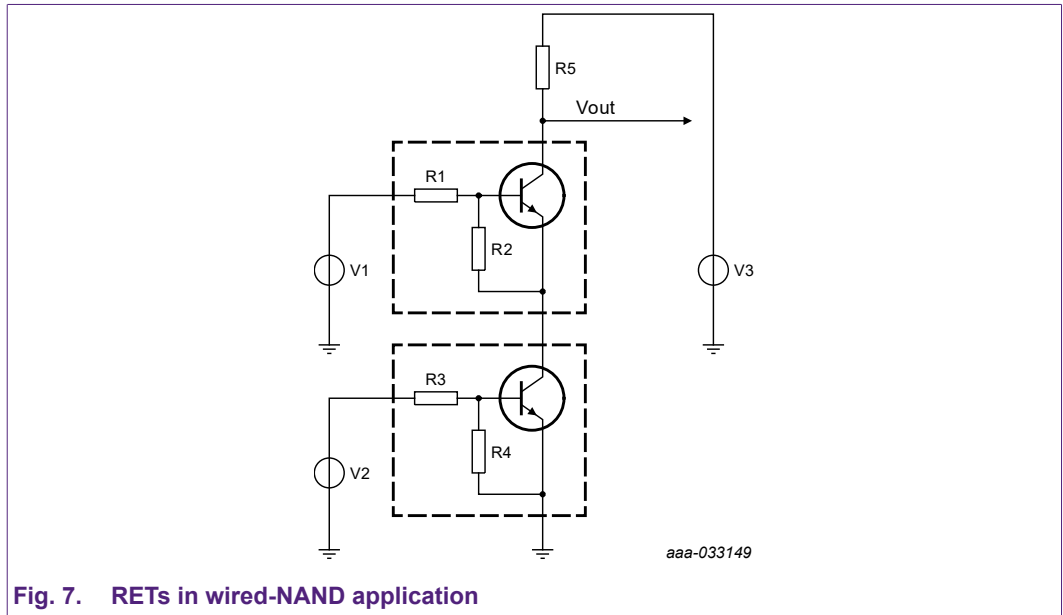 R5
Vout
R1
R2
V1
V3
R3
R4
V2
aaa-033149
Fig. 7. RETs in wired-NAND application